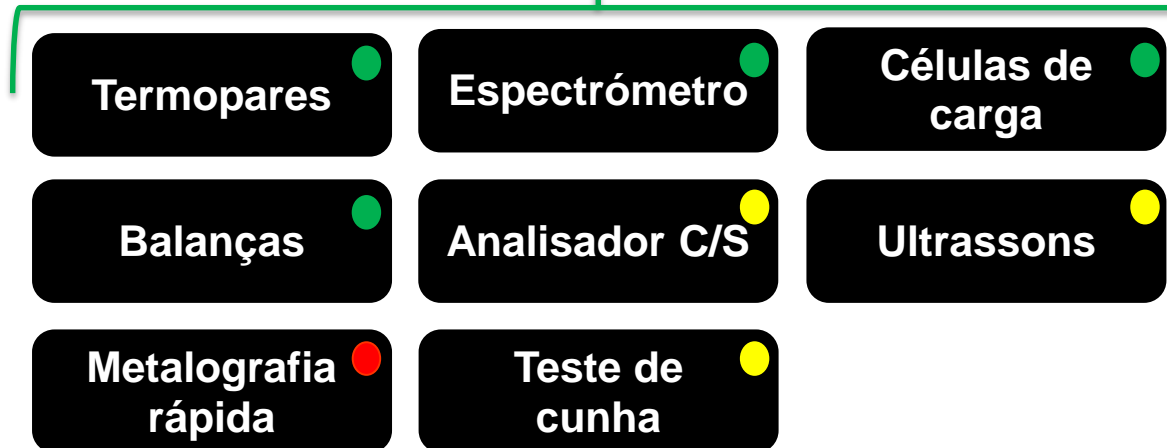 Termopares
Espectrómetro
Células de
carga
Balanças
Analisador C/S
Ultrassons
Metalografia
rápida
Teste de
cunha